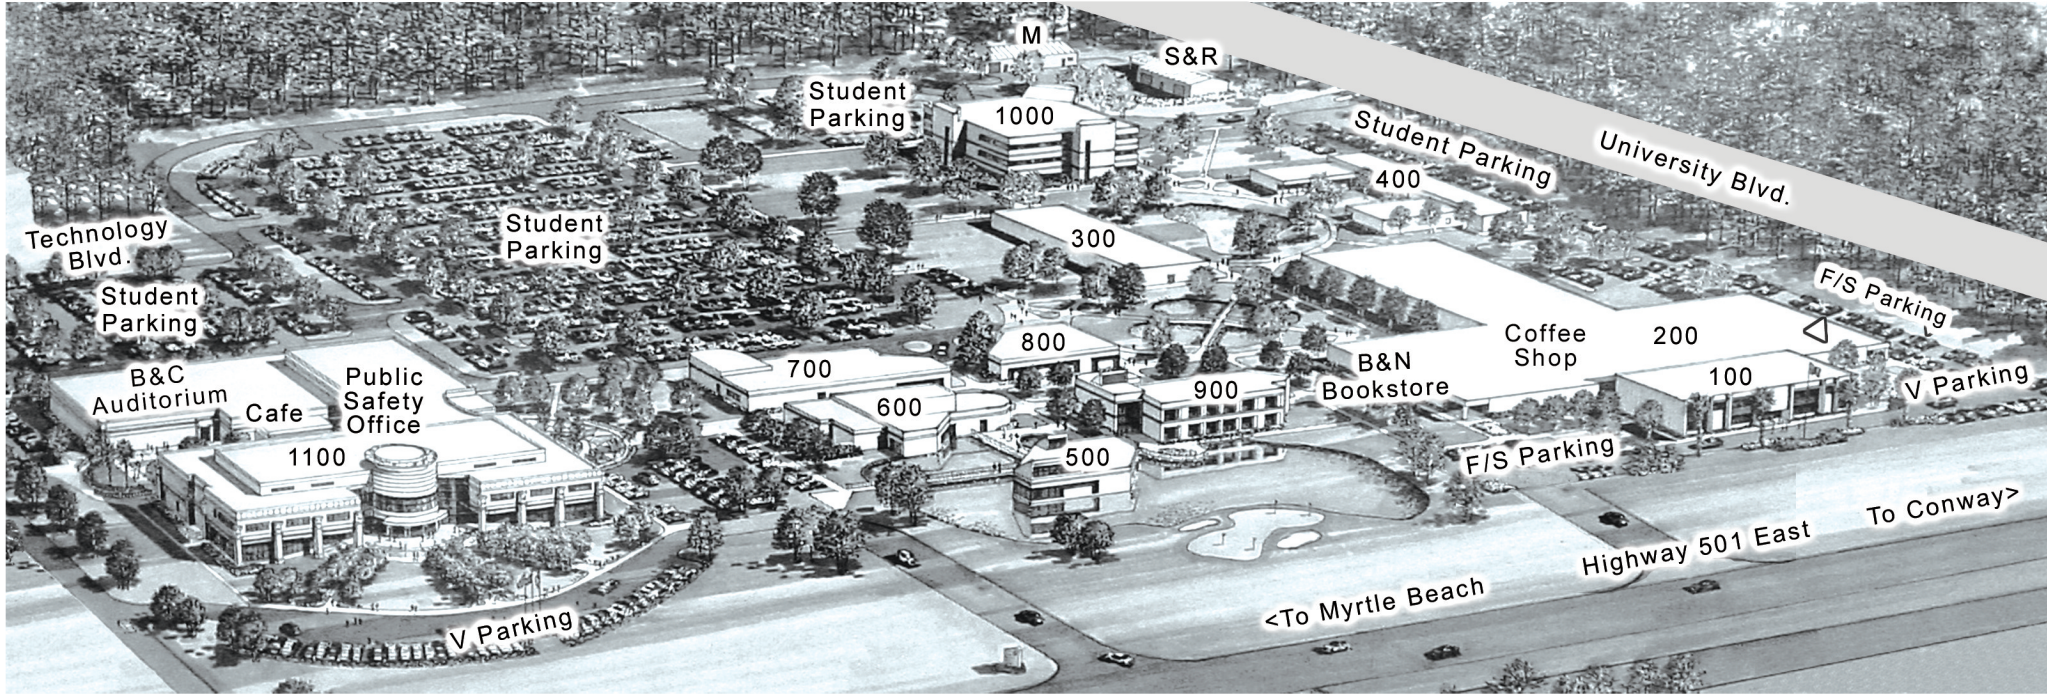 M
S&R
Student
Parking
1000
Student Parking
University Blvd.
400
Technology
Blvd.
Student
Parking
300
Student
Parking
F/S Parking
Coffee
Shop
200
800
700
B&N
Bookstore
100
V Parking
B&C
Auditorium
Cafe
Public
Safety
Office
900
600
1100
500
F/S Parking
To Conway>
Highway 501 East
<To Myrtle Beach
V Parking